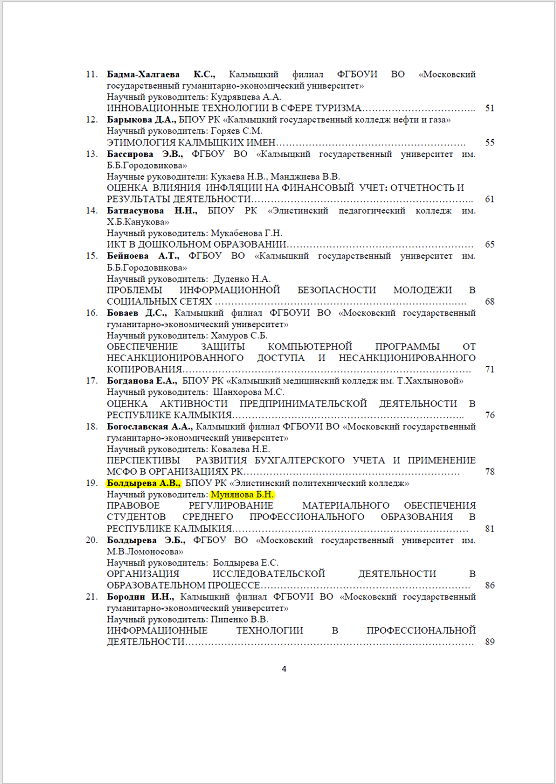 11. Бадма-Халгаева К.С., Калмыцкий филиал ФГБОУИ ВО «Московский
государственный гуманитарно-экономический университет»
Научный руководитель: Кудрявцева А.А.
ИННОВАЦИОННЫЕ ТЕХНОЛОГИИ В СФЕРЕ ТУРИЗМА………………………………….. 51
12. Барыкова Д.А., БПОУ РК «Калмыцкий государственный колледж нефти и газа»
Научный руководитель: Горяев С.М.
ЭТИМОЛОГИЯ КАЛМЫЦКИХ ИМЕН……………………………………………………… 55
13. Бассирова Э.В., ФГБОУ ВО «Калмыцкий государственный университет им.
Б.Б.Городовикова»
Научные руководители: Кукаева Н.В., Манджиева В.В.
ОЦЕНКА ВЛИЯНИЯ ИНФЛЯЦИИ НА ФИНАНСОВЫЙ УЧЕТ: ОТЧЕТНОСТЬ И
РЕЗУЛЬТАТЫ ДЕЯТЕЛЬНОСТИ………………………………………………………….. 61
14. Батнасунова Н.Н., БПОУ РК «Элистинский педагогический колледж им.
Х.Б.Канукова»
Научный руководитель: Мукабенова Г.Н.
ИКТ В ДОШКОЛЬНОМ ОБРАЗОВАНИИ……………………………………………………… 65
15. Бейноева А.Т., ФГБОУ ВО «Калмыцкий государственный университет им.
Б.Б.Городовикова»
Научный руководитель: Дуденко Н.А.
ПРОБЛЕМЫ ИНФОРМАЦИОННОЙ БЕЗОПАСНОСТИ МОЛОДЕЖИ В
СОЦИАЛЬНЫХ СЕТЯХ ……………………………………………………………………… 68
16. Боваев Д.С., Калмыцкий филиал ФГБОУИ ВО «Московский государственный
гуманитарно-экономический университет»
Научный руководитель: Хамуров С.Б.
ОБЕСПЕЧЕНИЕ ЗАЩИТЫ КОМПЬЮТЕРНОЙ ПРОГРАММЫ ОТ
НЕСАНКЦИОНИРОВАННОГО ДОСТУПА И НЕСАНКЦИОНИРОВАННОГО
КОПИРОВАНИЯ……………………………………………………………………………….. 71
17. Богданова Е.А., БПОУ РК «Калмыцкий медицинский колледж им. Т.Хахлыновой»
Научный руководитель: Шанхорова М.С.
ОЦЕНКА АКТИВНОСТИ ПРЕДПРИНИМАТЕЛЬСКОЙ ДЕЯТЕЛЬНОСТИ В
РЕСПУБЛИКЕ КАЛМЫКИЯ………………………………………………………………….. 76
18. Богославская А.А., Калмыцкий филиал ФГБОУИ ВО «Московский государственный
гуманитарно-экономический университет»
Научный руководитель: Ковалева Н.Е.
ПЕРСПЕКТИВЫ РАЗВИТИЯ БУХГАЛТЕРСКОГО УЧЕТА И ПРИМЕНЕНИЕ
МСФО В ОРГАНИЗАЦИЯХ РК………………………………………………………………… 78
19. Болдырева А.В., БПОУ РК «Элистинский политехнический колледж»
Научный руководитель: Мунянова Б.Н.
ПРАВОВОЕ РЕГУЛИРОВАНИЕ МАТЕРИАЛЬНОГО ОБЕСПЕЧЕНИЯ
СТУДЕНТОВ СРЕДНЕГО ПРОФЕССИОНАЛЬНОГО ОБРАЗОВАНИЯ В
РЕСПУБЛИКЕ КАЛМЫКИЯ…………………………………………………………………… 81
20. Болдырева Э.Б., ФГБОУ ВО «Московский государственный университет им.
М.В.Ломоносова»
Научный руководитель: Болдырева Е.С.
ОРГАНИЗАЦИЯ ИССЛЕДОВАТЕЛЬСКОЙ ДЕЯТЕЛЬНОСТИ В
ОБРАЗОВАТЕЛЬНОМ ПРОЦЕССЕ…………………………………………………………… 86
21. Бородин И.Н., Калмыцкий филиал ФГБОУИ ВО «Московский государственный
гуманитарно-экономический университет»
Научный руководитель: Пипенко В.В.
ИНФОРМАЦИОННЫЕ ТЕХНОЛОГИИ В ПРОФЕССИОНАЛЬНОЙ
ДЕЯТЕЛЬНОСТИ……………………………………………………………………………… 89
4